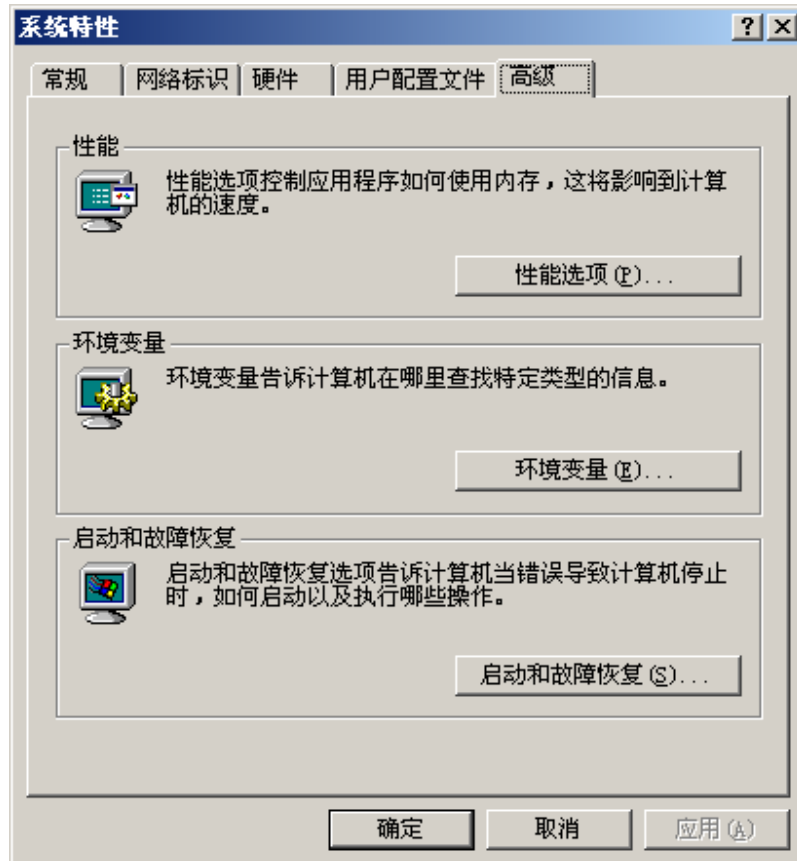 系统特性
常规 网络标识 硬件 用户配置文件 高级
性能
性能选项控制应用程序如何使用内存，这将影响到计算
机的速度。
性能选项(P)...
环境变量
环境变量告诉计算机在哪里查找特定类型的信息。
环境变量(E)...
启动和故障恢复
启动和故障恢复选项告诉计算机当错误导致计算机停止
时，如何启动以及执行哪些操作。
启动和故障恢复(S)...
确定 取消 应用(A)